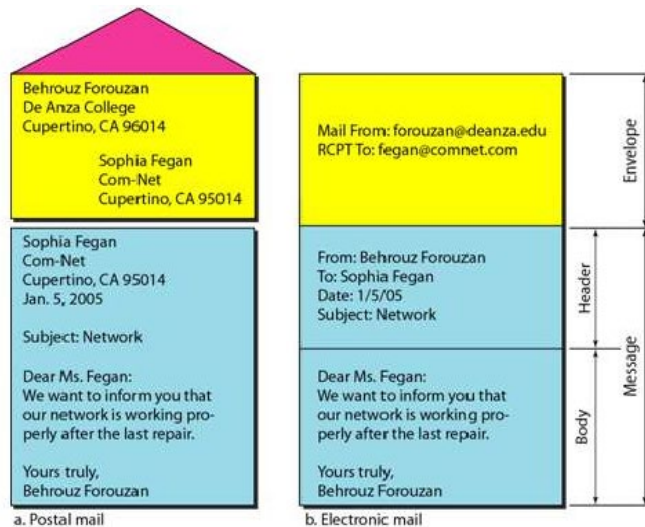 Behrouz Forouzan
De Anza College
Cupertino, CA 96014
Sophia Fegan
Com-Net
Cupertino, CA 95014
Sophia Fegan
Com-Net
Cupertino, CA 95014
Jan. 5, 2005
Subject: Network
Dear Ms. Fegan:
We want to inform you that
our network is working pro-
perly after the last repair.
Yours truly,
Behrouz Forouzan
a. Postal mail
Mail From: forouzan@deanza.edu
RCPT To: fegan@comnet.com
From: Behrouz Forouzan
To: Sophia Fegan
Date: 1/5/05
Subject: Network
Dear Ms. Fegan:
We want to inform you that
our network is working pro-
perly after the last repair.
Yours truly,
Behrouz Forouzan
b. Electronic mail
Envelope
Header
Body
Message